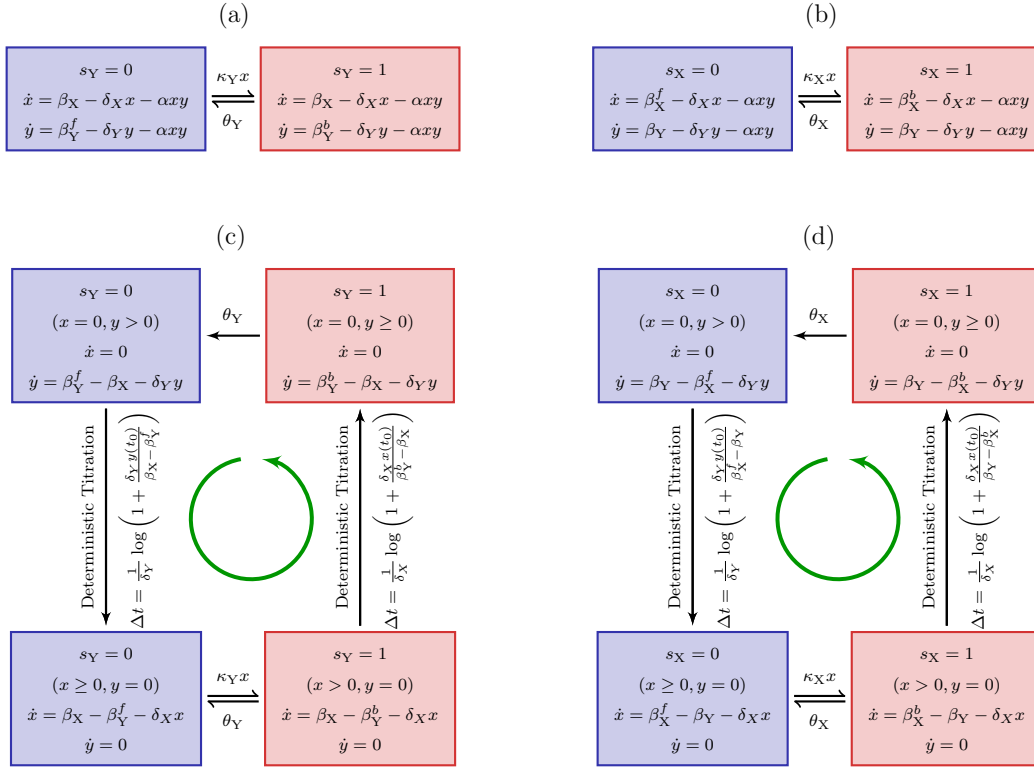 (a)
s_Y = 0
ẋ = β_X − δ_X x − αxy
ẏ = β_Y^f − δ_Y y − αxy
κ_Y x
θ_Y
s_Y = 1
ẋ = β_X − δ_X x − αxy
ẏ = β_Y^b − δ_Y y − αxy
(b)
s_X = 0
ẋ = β_X^f − δ_X x − αxy
ẏ = β_Y − δ_Y y − αxy
κ_X x
θ_X
s_X = 1
ẋ = β_X^b − δ_X x − αxy
ẏ = β_Y − δ_Y y − αxy
(c)
s_Y = 0
(x = 0, y > 0)
ẋ = 0
ẏ = β_Y^f − β_X − δ_Y y
θ_Y
s_Y = 1
(x = 0, y ≥ 0)
ẋ = 0
ẏ = β_Y^b − β_X − δ_Y y
Deterministic Titration
Δt = 1/δ_Y log (1 + δ_Y y(t_0)/(β_X − β_Y^f))
Deterministic Titration
Δt = 1/δ_X log (1 + δ_X x(t_0)/(β_Y^b − β_X))
s_Y = 0
(x ≥ 0, y = 0)
ẋ = β_X − β_Y^f − δ_X x
ẏ = 0
κ_Y x
θ_Y
s_Y = 1
(x > 0, y = 0)
ẋ = β_X − β_Y^b − δ_X x
ẏ = 0
(d)
s_X = 0
(x = 0, y > 0)
ẋ = 0
ẏ = β_Y − β_X^f − δ_Y y
θ_X
s_X = 1
(x = 0, y ≥ 0)
ẋ = 0
ẏ = β_Y − β_X^b − δ_Y y
Deterministic Titration
Δt = 1/δ_Y log (1 + δ_Y y(t_0)/(β_X^f − β_Y))
Deterministic Titration
Δt = 1/δ_X log (1 + δ_X x(t_0)/(β_Y − β_X^b))
s_X = 0
(x ≥ 0, y = 0)
ẋ = β_X^f − β_Y − δ_X x
ẏ = 0
κ_X x
θ_X
s_X = 1
(x > 0, y = 0)
ẋ = β_X^b − β_Y − δ_X x
ẏ = 0